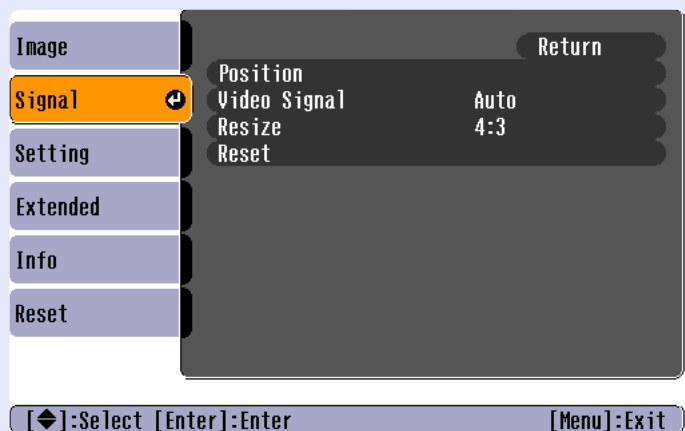 Image
Signal
Setting
Extended
Info
Reset
Return
Position
Video Signal Auto
Resize 4:3
Reset
[◆]:Select [Enter]:Enter [Menu]:Exit